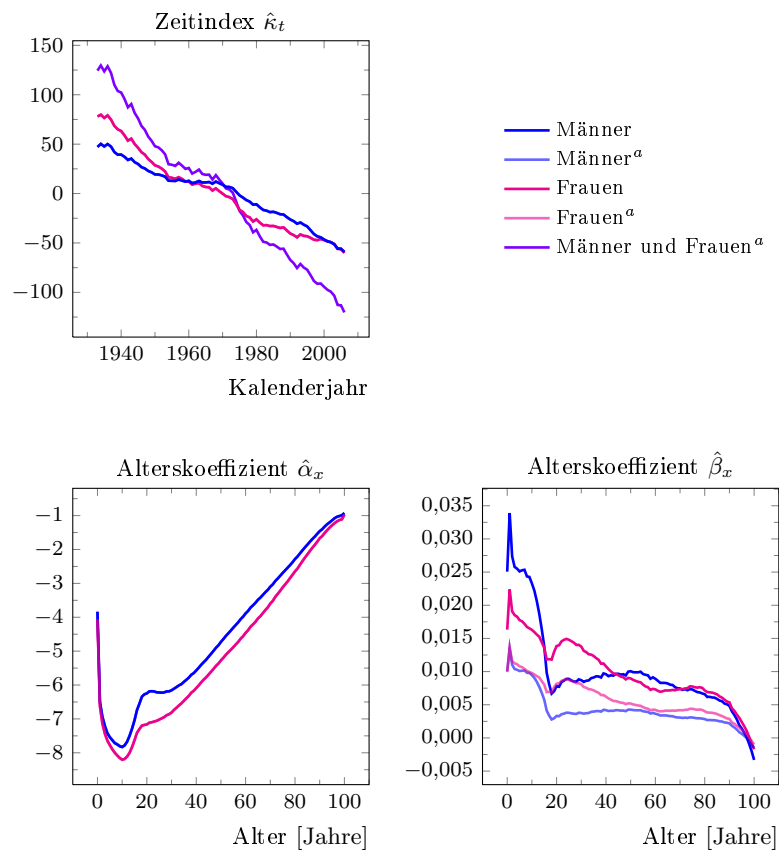 Zeitindex κ̂t
150
100
50
0
−50
−100
1940 1960 1980 2000
Kalenderjahr
Männer
Männerᵃ
Frauen
Frauenᵃ
Männer und Frauenᵃ
Alterskoeffizient α̂x
−1
−2
−3
−4
−5
−6
−7
−8
0 20 40 60 80 100
Alter [Jahre]
Alterskoeffizient β̂x
0,035
0,030
0,025
0,020
0,015
0,010
0,005
0,000
−0,005
0 20 40 60 80 100
Alter [Jahre]